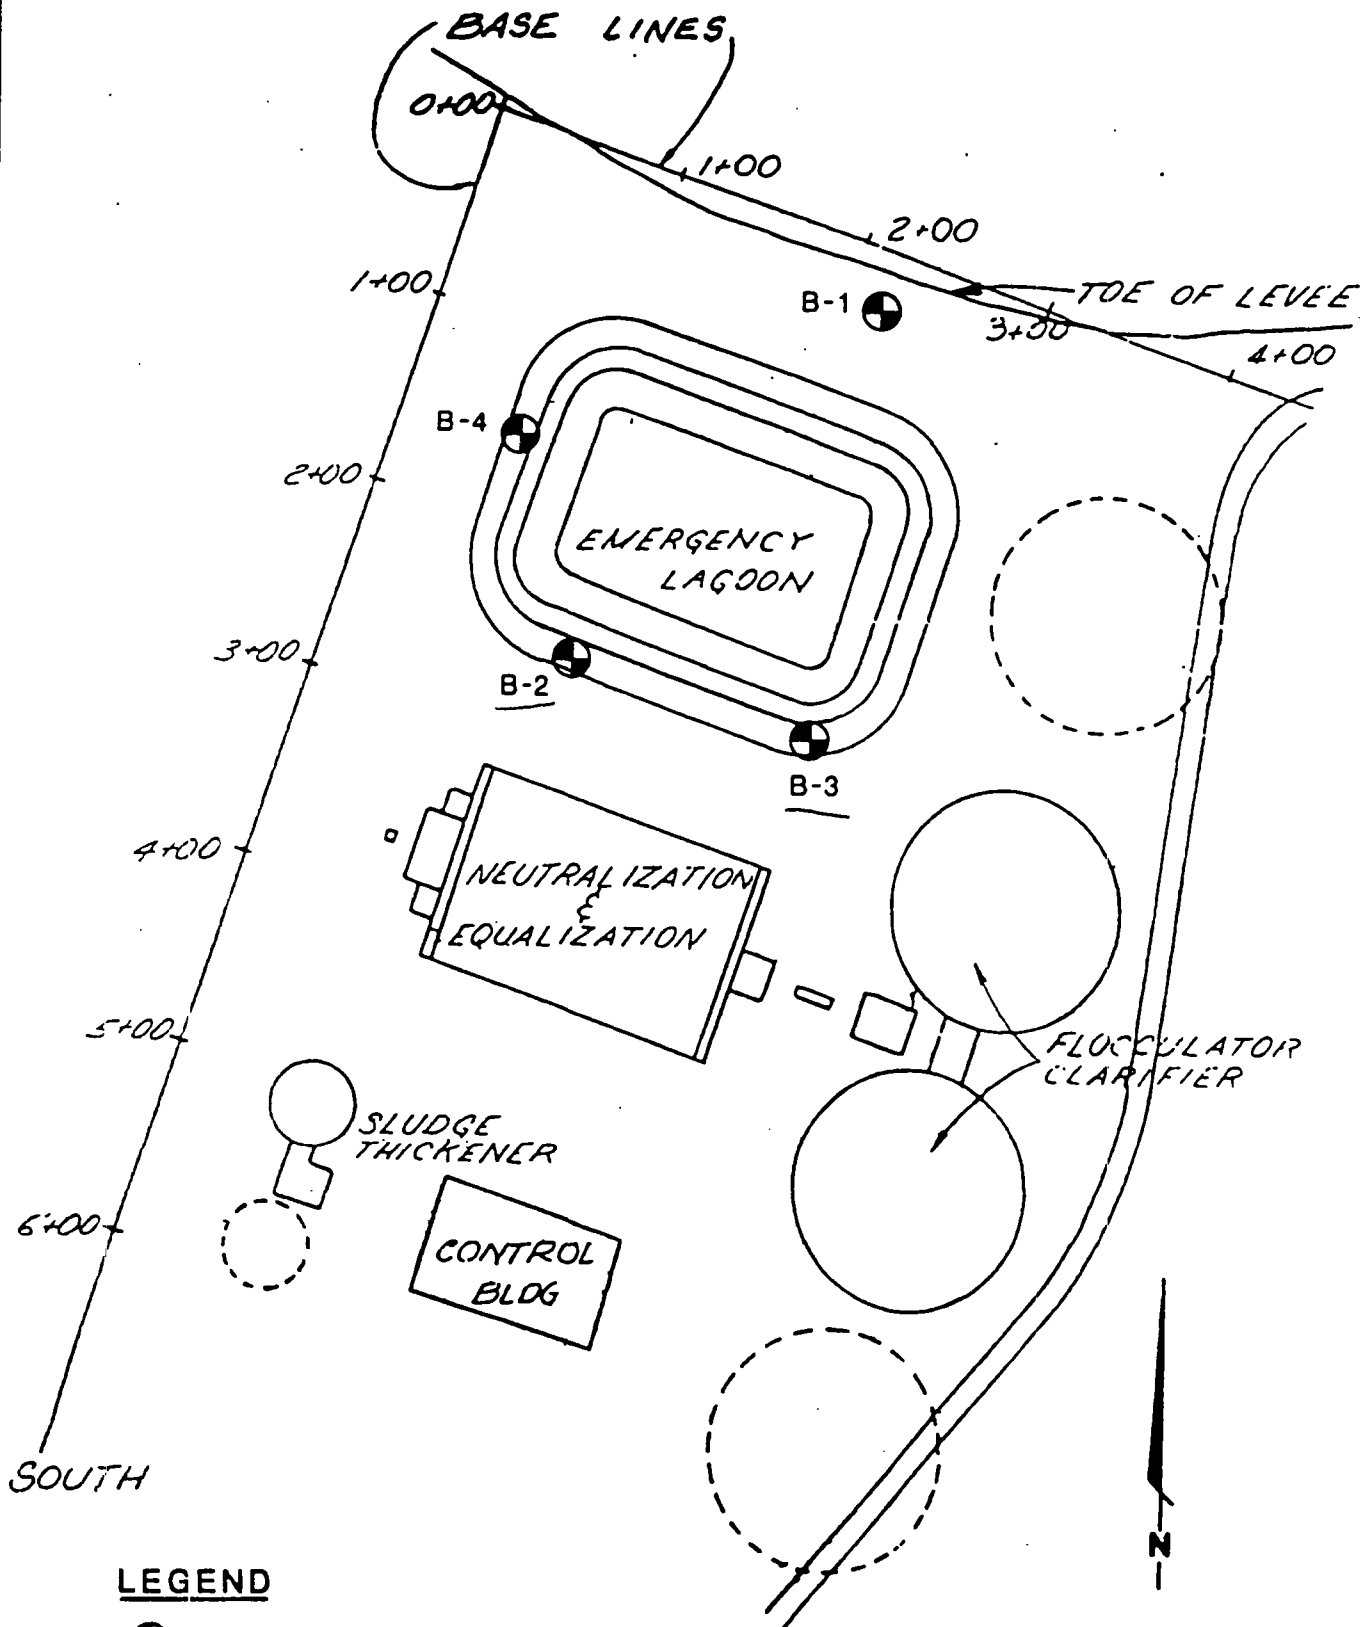 BASE LINES
0+00
1+00
2+00
TOE OF LEVEE
3+00
4+00
1+00
B-1
B-4
2+00
EMERGENCY
LAGOON
3+00
B-2
B-3
4+00
NEUTRALIZATION
&
EQUALIZATION
5+00
FLOCCULATOR
CLARIFIER
SLUDGE
THICKENER
6+00
CONTROL
BLDG
SOUTH
N
LEGEND